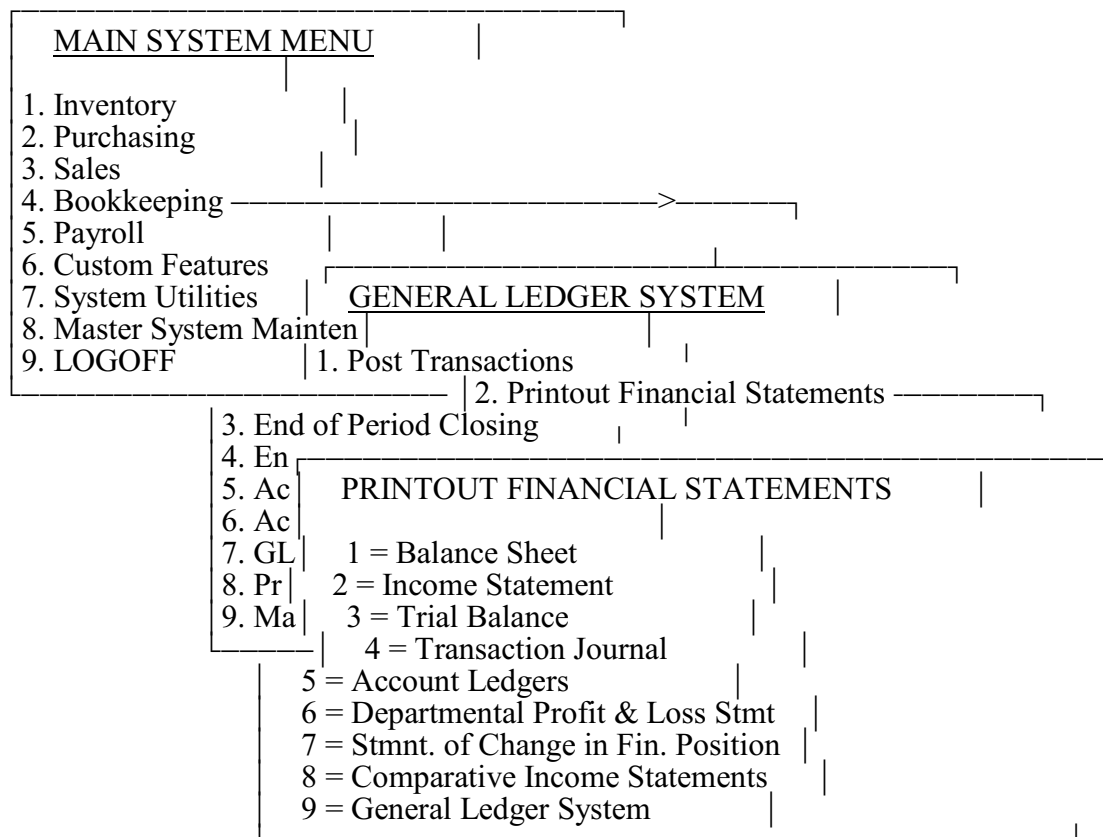 MAIN SYSTEM MENU
1. Inventory
2. Purchasing
3. Sales
4. Bookkeeping >
5. Payroll
6. Custom Features
7. System Utilities
GENERAL LEDGER SYSTEM
8. Master System Mainten
9. LOGOFF
1. Post Transactions
2. Printout Financial Statements
3. End of Period Closing
4. En
5. Ac
PRINTOUT FINANCIAL STATEMENTS
6. Ac
7. GL
1 = Balance Sheet
8. Pr
2 = Income Statement
9. Ma
3 = Trial Balance
4 = Transaction Journal
5 = Account Ledgers
6 = Departmental Profit & Loss Stmt
7 = Stmnt. of Change in Fin. Position
8 = Comparative Income Statements
9 = General Ledger System